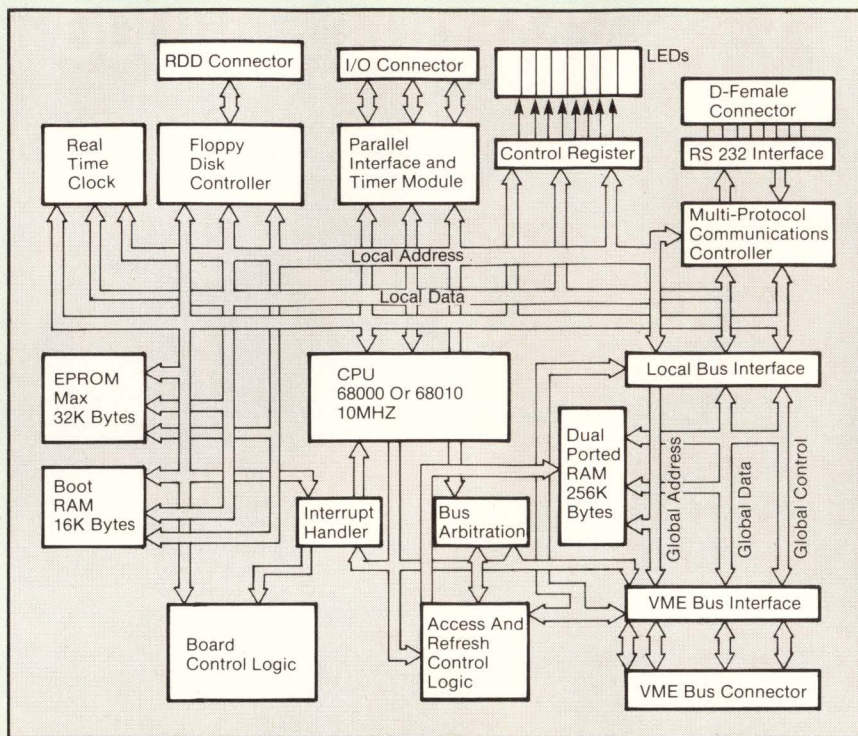 RDD Connector
I/O Connector
LEDs
D-Female
Connector
Real
Time
Clock
Floppy
Disk
Controller
Parallel
Interface and
Timer Module
Control Register
RS 232 Interface
Multi-Protocol
Communications
Controller
Local Address
Local Data
EPROM
Max
32K Bytes
CPU
68000 Or 68010
10MHZ
Local Bus Interface
Boot
RAM
16K Bytes
Interrupt
Handler
Bus
Arbitration
Dual
Ported
RAM
256K
Bytes
Global Address
Global Data
Global Control
Board
Control Logic
Access And
Refresh
Control
Logic
VME Bus Interface
VME Bus Connector